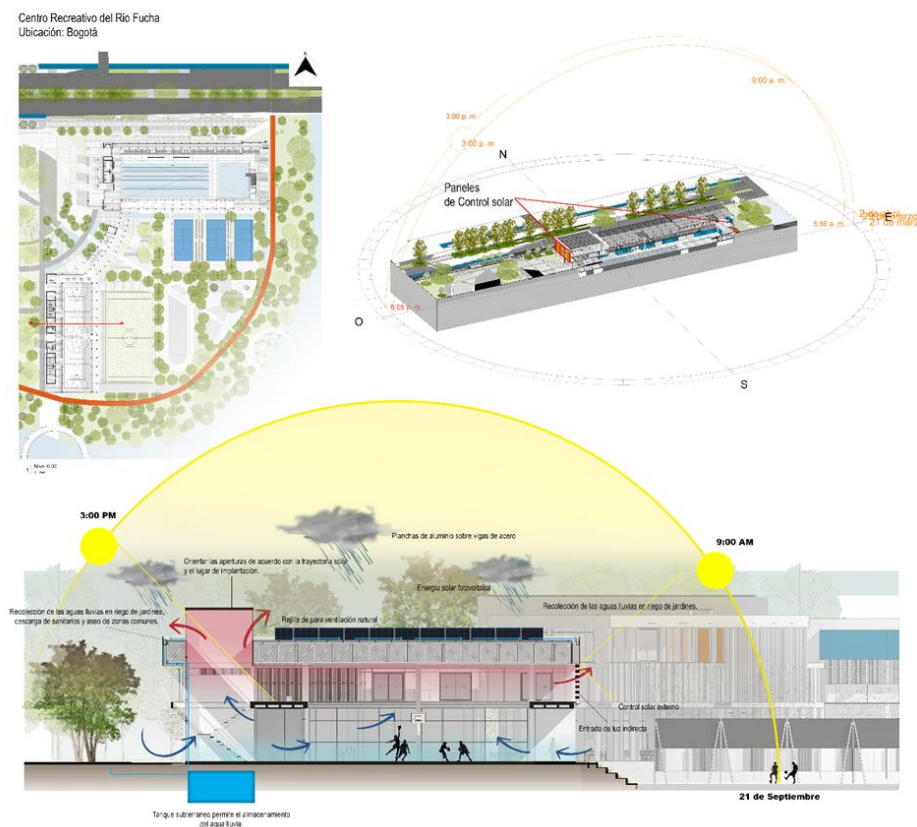 Centro Recreativo del Rio Fucha
Ubicación: Bogotá
9:00 a. m.
3:00 p. m.
3:00 p. m.
N
Paneles
de Control solar
E
21 de marz
5:56 a. m.
6:06 p. m.
O
S
Nivel 0.00
3:00 PM
9:00 AM
Planchas de aluminio sobre vigas de acero
Orientar las aperturas de acuerdo con la trayectoria solar
y el lugar de implantación.
Energía solar fotovoltaica
Recolección de las aguas lluvias en riego de jardines,
descarga de sanitarios y aseo de zonas comunes.
Rejilla de para ventilación natural
Recolección de las aguas lluvias en riego de jardines.
Control solar externo
Entrada de luz indirecta
21 de Septiembre
Tanque subterraneo permite el almacenamiento
del agua lluvia.